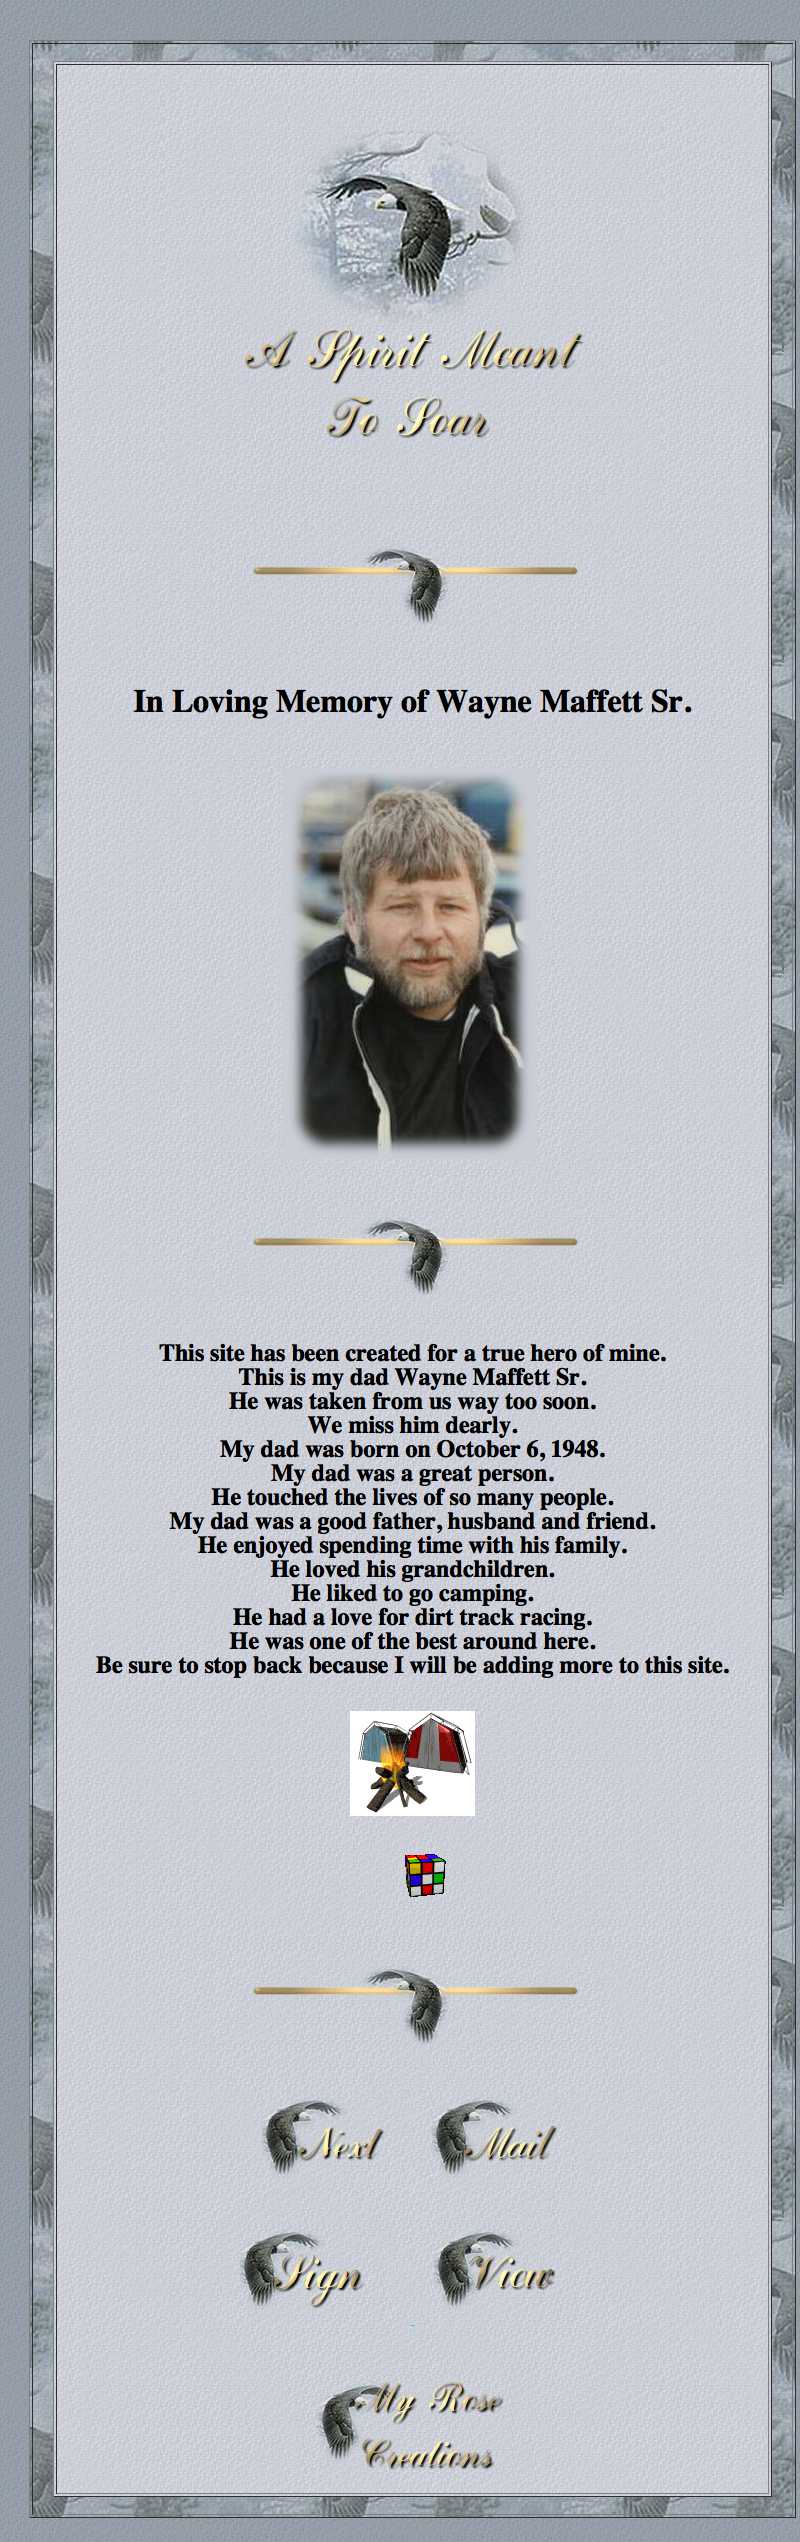 A Spirit Meant
To Soar
In Loving Memory of Wayne Maffett Sr.
This site has been created for a true hero of mine.
This is my dad Wayne Maffett Sr.
He was taken from us way too soon.
We miss him dearly.
My dad was born on October 6, 1948.
My dad was a great person.
He touched the lives of so many people.
My dad was a good father, husband and friend.
He enjoyed spending time with his family.
He loved his grandchildren.
He liked to go camping.
He had a love for dirt track racing.
He was one of the best around here.
Be sure to stop back because I will be adding more to this site.
Next Mail
Sign View
My Rose
Creations